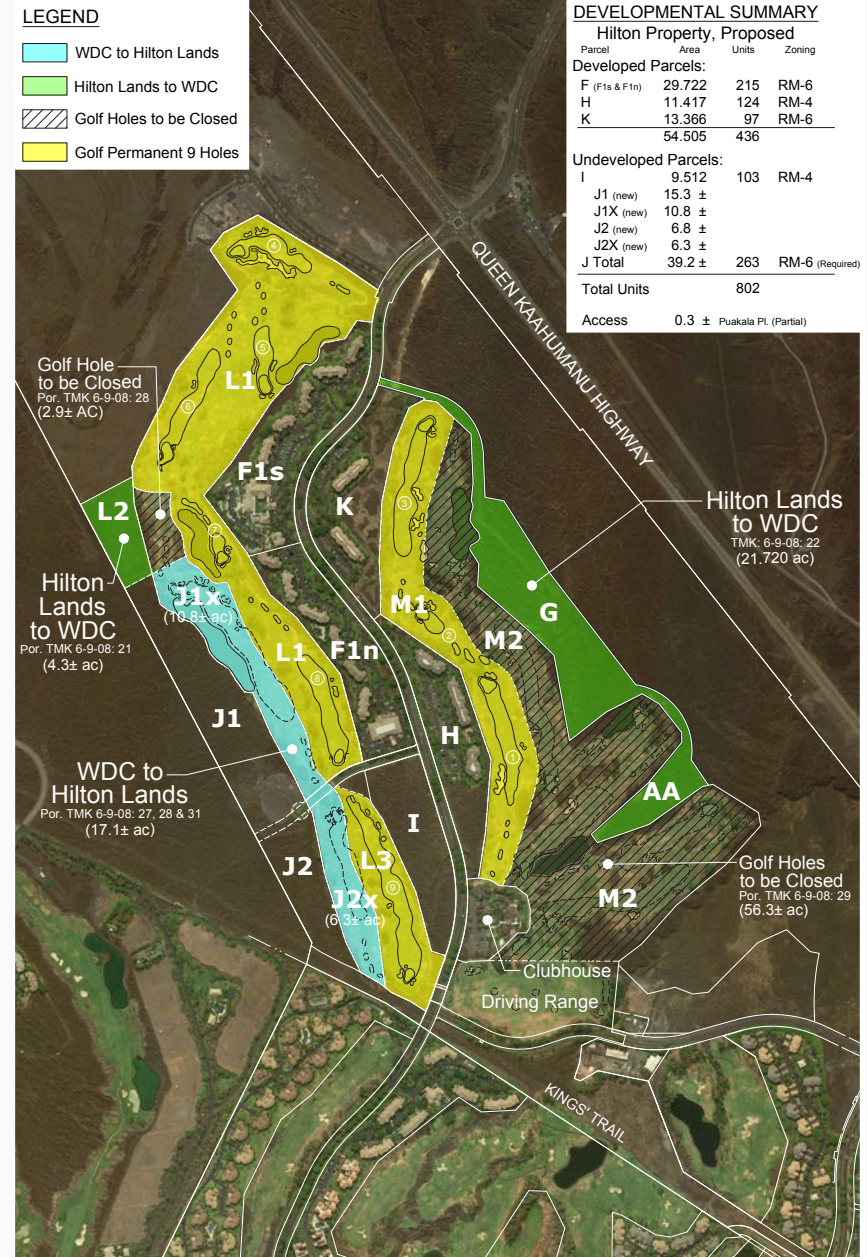 LEGEND
WDC to Hilton Lands
Hilton Lands to WDC
Golf Holes to be Closed
Golf Permanent 9 Holes
DEVELOPMENTAL SUMMARY
Hilton Property, Proposed
Parcel Area Units Zoning
Developed Parcels:
F (F1s & F1n) 29.722 215 RM-6
H 11.417 124 RM-4
K 13.366 97 RM-6
54.505 436
Undeveloped Parcels:
I 9.512 103 RM-4
J1 (new) 15.3 ±
J1X (new) 10.8 ±
J2 (new) 6.8 ±
J2X (new) 6.3 ±
J Total 39.2 ± 263 RM-6 (Required)
Total Units 802
Access 0.3 ± Puakala Pl. (Partial)
QUEEN KAAHUMANU HIGHWAY
4
5
6
L1
Golf Hole
to be Closed
Por. TMK 6-9-08: 28
(2.9± AC)
F1s
K
3
L2
7
Hilton Lands
to WDC
TMK: 6-9-08: 22
(21.720 ac)
Hilton
Lands
to WDC
Por. TMK 6-9-08: 21
(4.3± ac)
J1x
(10.8± ac)
M1
2
M2
G
L1
F1n
8
J1
H
1
WDC to
Hilton Lands
Por. TMK 6-9-08: 27, 28 & 31
(17.1± ac)
AA
I
J2
L3
9
J2x
(6.3± ac)
Golf Holes
to be Closed
Por. TMK 6-9-08: 29
(56.3± ac)
M2
Clubhouse
Driving Range
KINGS' TRAIL